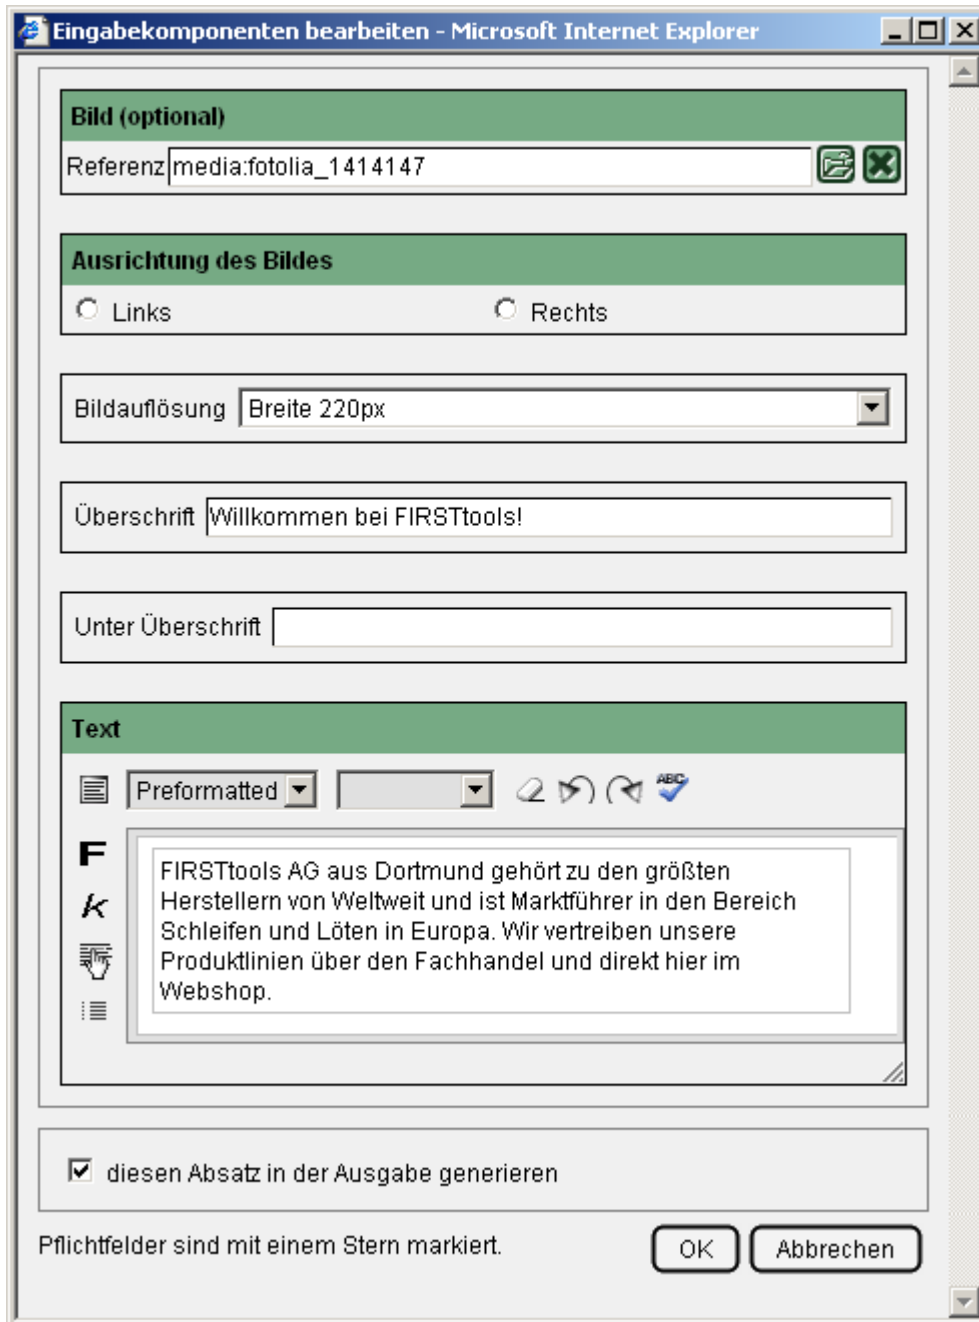 Eingabekomponenten bearbeiten - Microsoft Internet Explorer
Bild (optional)
Referenz media:fotolia_1414147
Ausrichtung des Bildes
Links Rechts
Bildauflösung Breite 220px
Überschrift Willkommen bei FIRSTtools!
Unter Überschrift
Text
Preformatted ABC
F
k
FIRSTtools AG aus Dortmund gehört zu den größten
Herstellern von Weltweit und ist Marktführer in den Bereich
Schleifen und Löten in Europa. Wir vertreiben unsere
Produktlinien über den Fachhandel und direkt hier im
Webshop.
diesen Absatz in der Ausgabe generieren
Pflichtfelder sind mit einem Stern markiert. OK Abbrechen